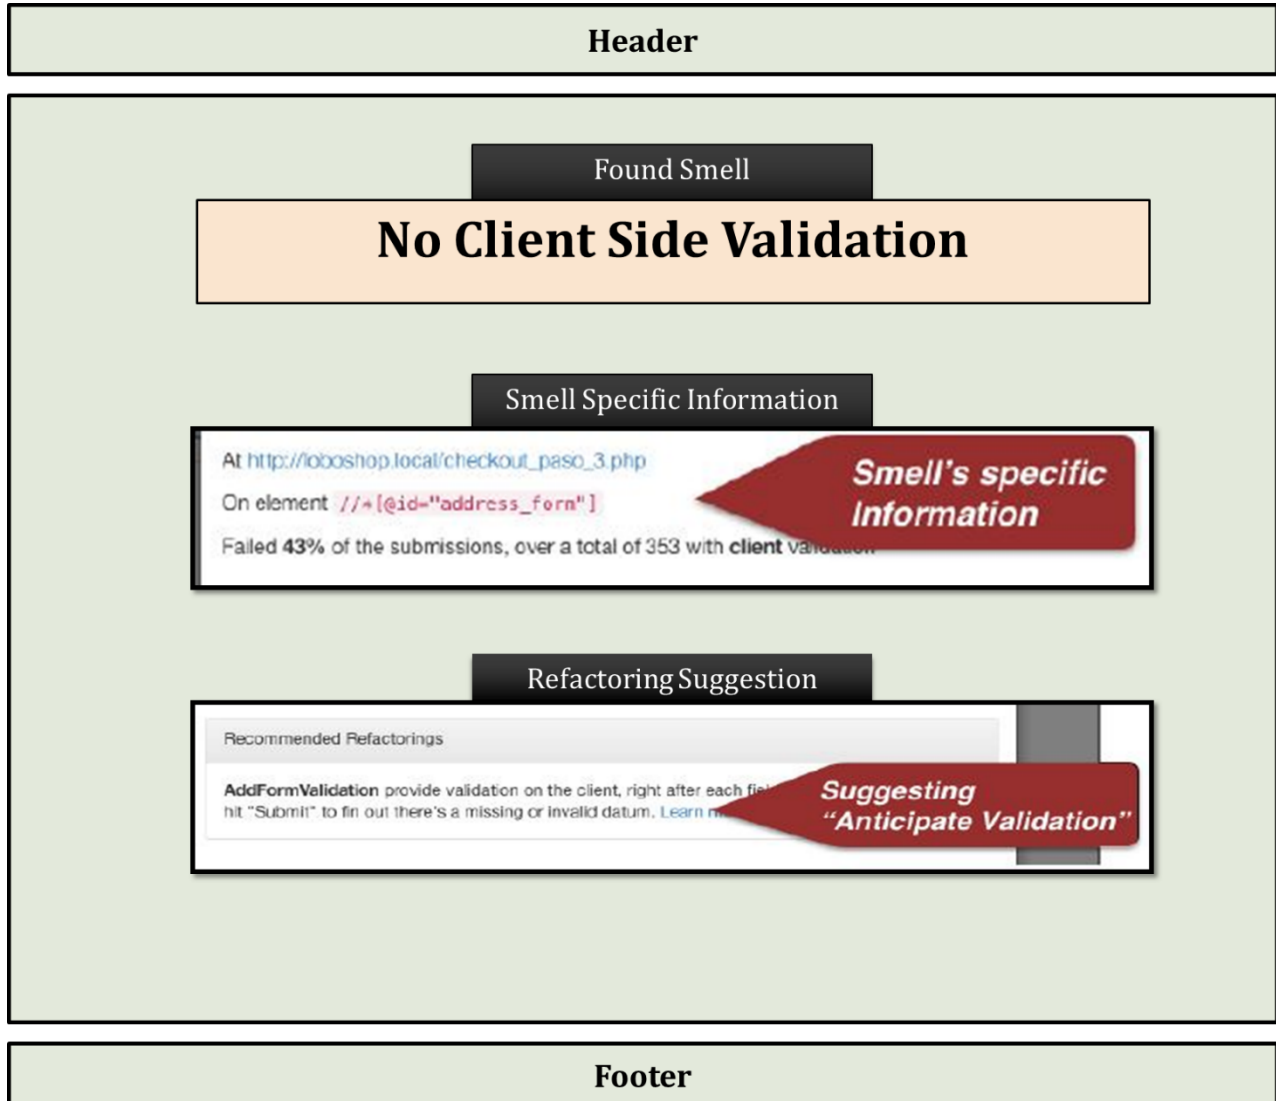 Header
Found Smell
No Client Side Validation
Smell Specific Information
At http://loboshop.local/checkout_paso_3.php
On element //*[@id="address_form"]
Failed 43% of the submissions, over a total of 353 with client
Smell's specific
Information
Refactoring Suggestion
Recommended Refactorings
AddFormValidation provide validation on the client, right after each
hit "Submit" to fin out there's a missing or invalid datum. Learn
Suggesting
“Anticipate Validation”
Footer